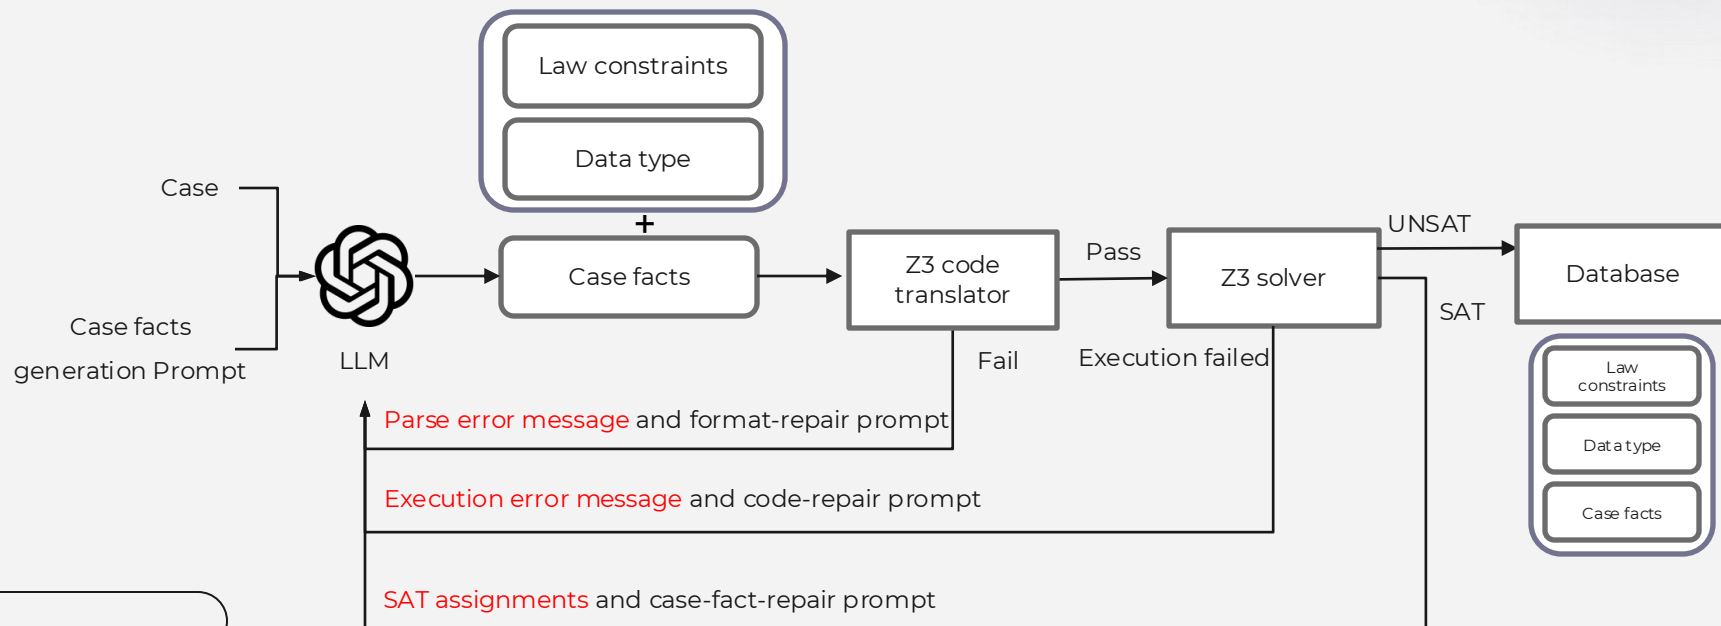 Law constraints
Data type
+
Case
Case facts
generation Prompt
LLM
Case facts
Z3 code
translator
Pass
Fail
Z3 solver
Execution failed
UNSAT
SAT
Database
Law
constraints
Data type
Case facts
Parse error message and format-repair prompt
Execution error message and code-repair prompt
SAT assignments and case-fact-repair prompt